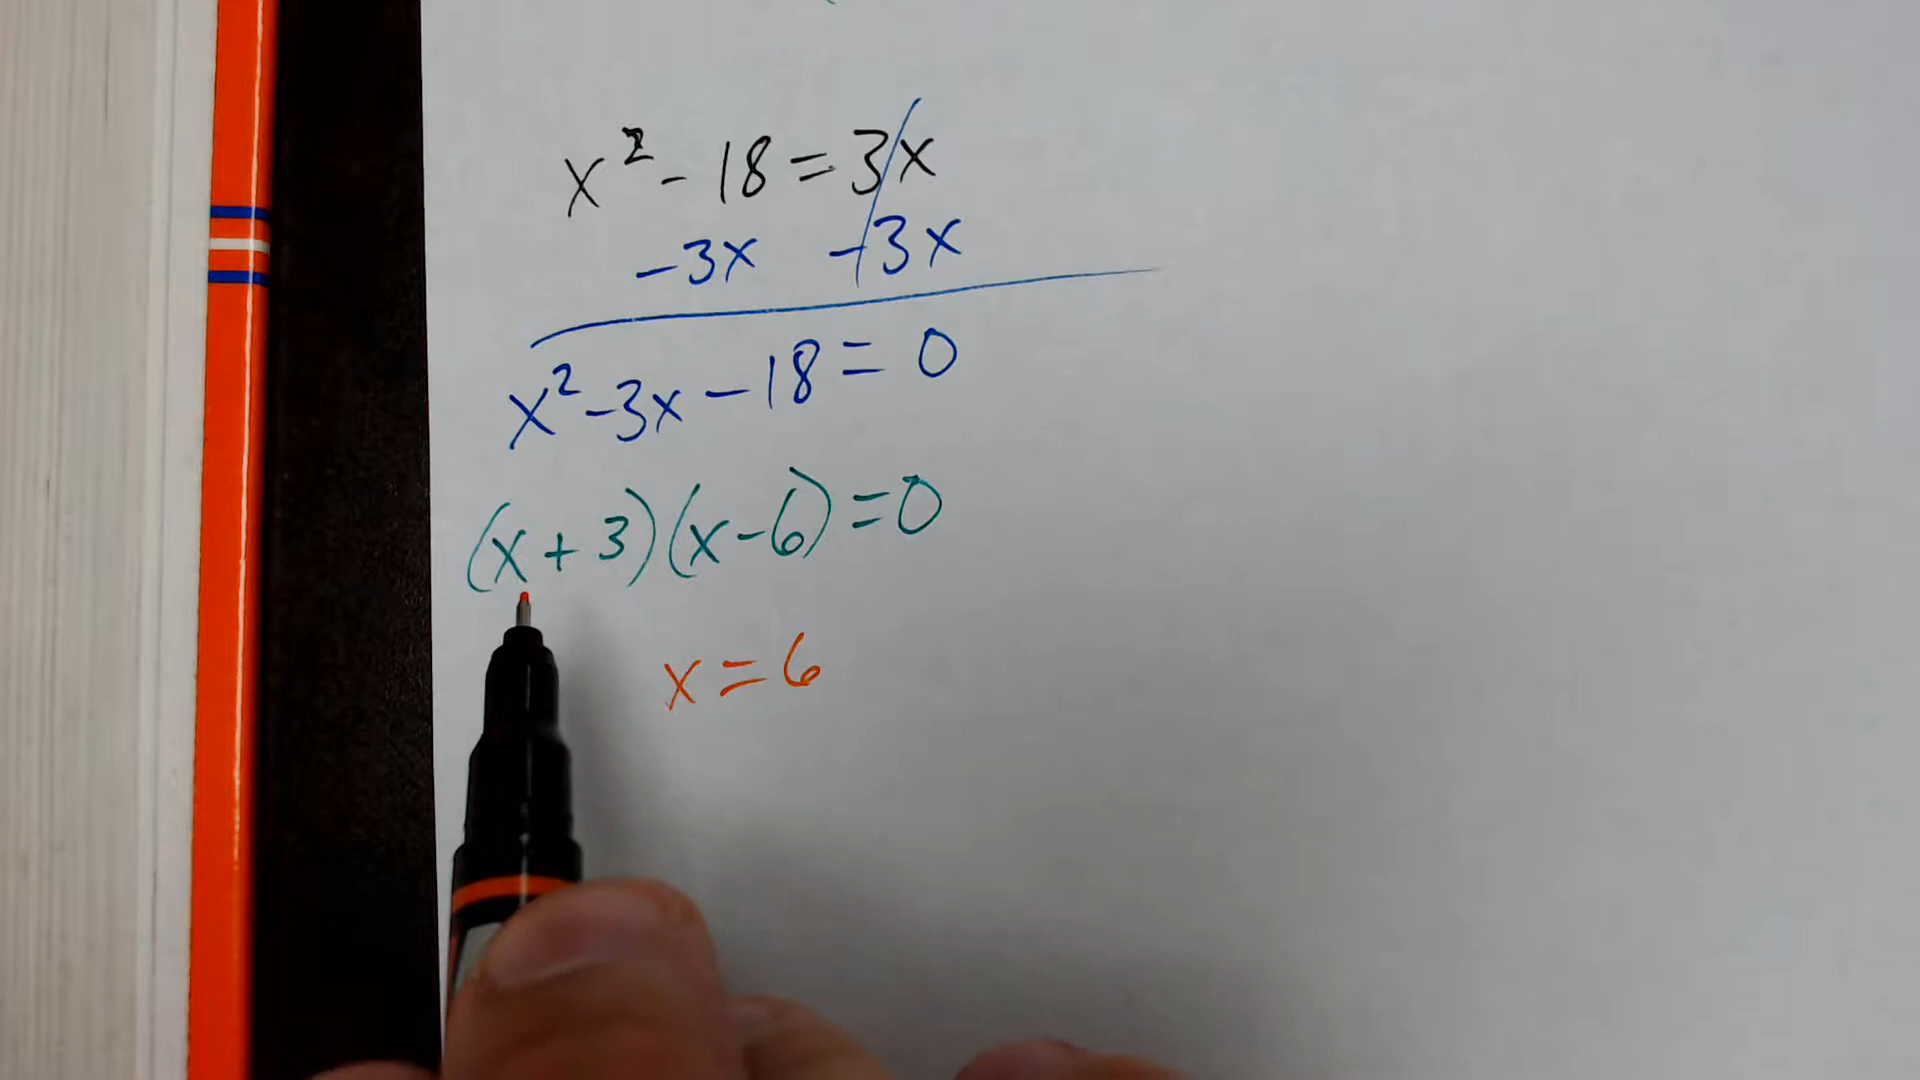 x² - 18 = 3x
-3x -3x
x² - 3x - 18 = 0
(x + 3)(x - 6) = 0
x = 6